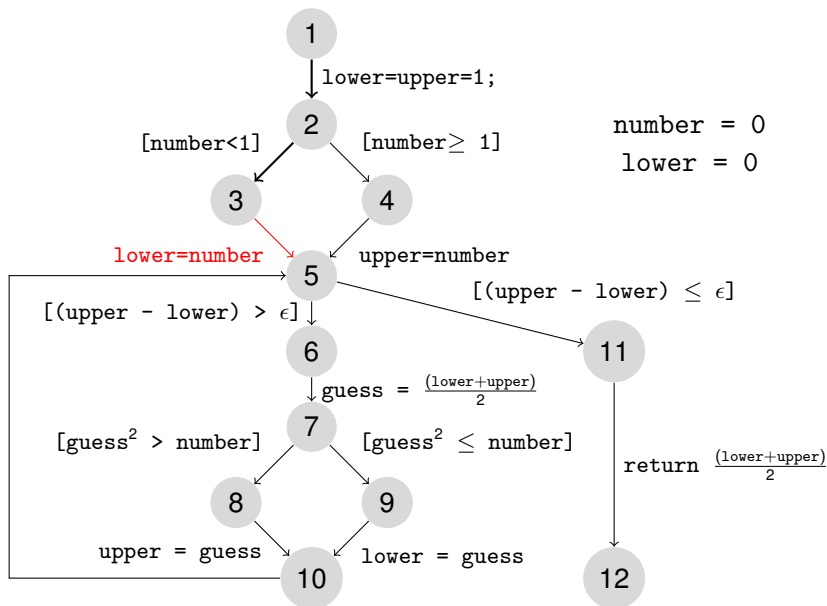 1
lower=upper=1;
2
number = 0
[number<1]
[number≥ 1]
lower = 0
3
4
lower=number
upper=number
5
[(upper - lower) ≤ ϵ]
[(upper - lower) > ϵ]
6
11
guess = (lower+upper)/2
7
[guess² > number]
[guess² ≤ number]
return (lower+upper)/2
8
9
upper = guess
lower = guess
10
12